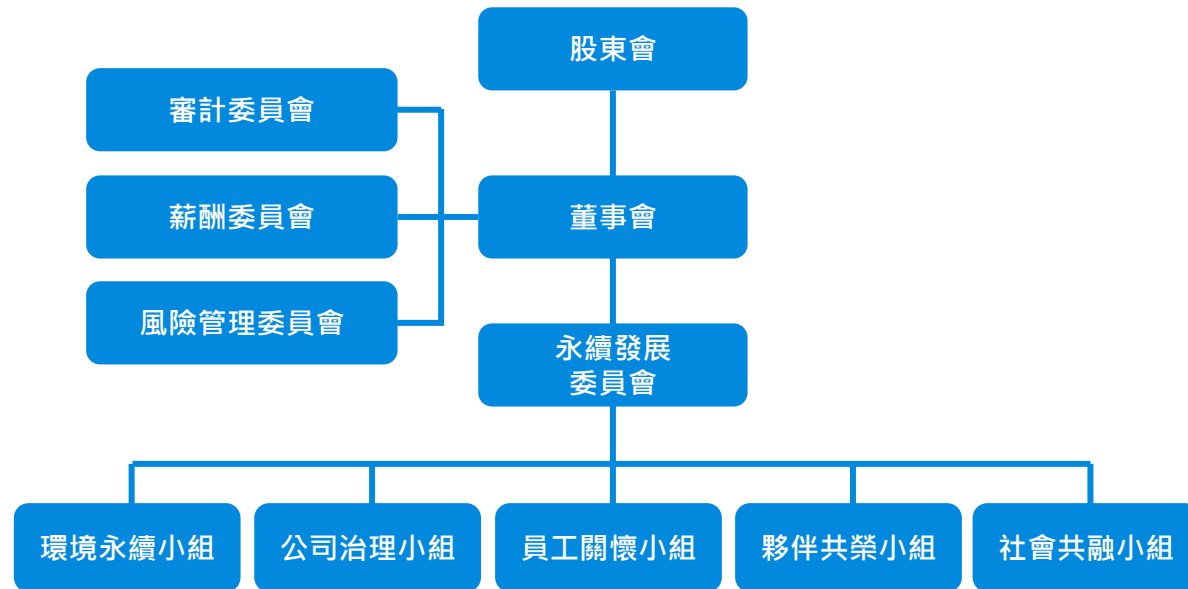 股東會
審計委員會
薪酬委員會
董事會
風險管理委員會
永續發展
委員會
環境永續小組
公司治理小組
員工關懷小組
夥伴共榮小組
社會共融小組